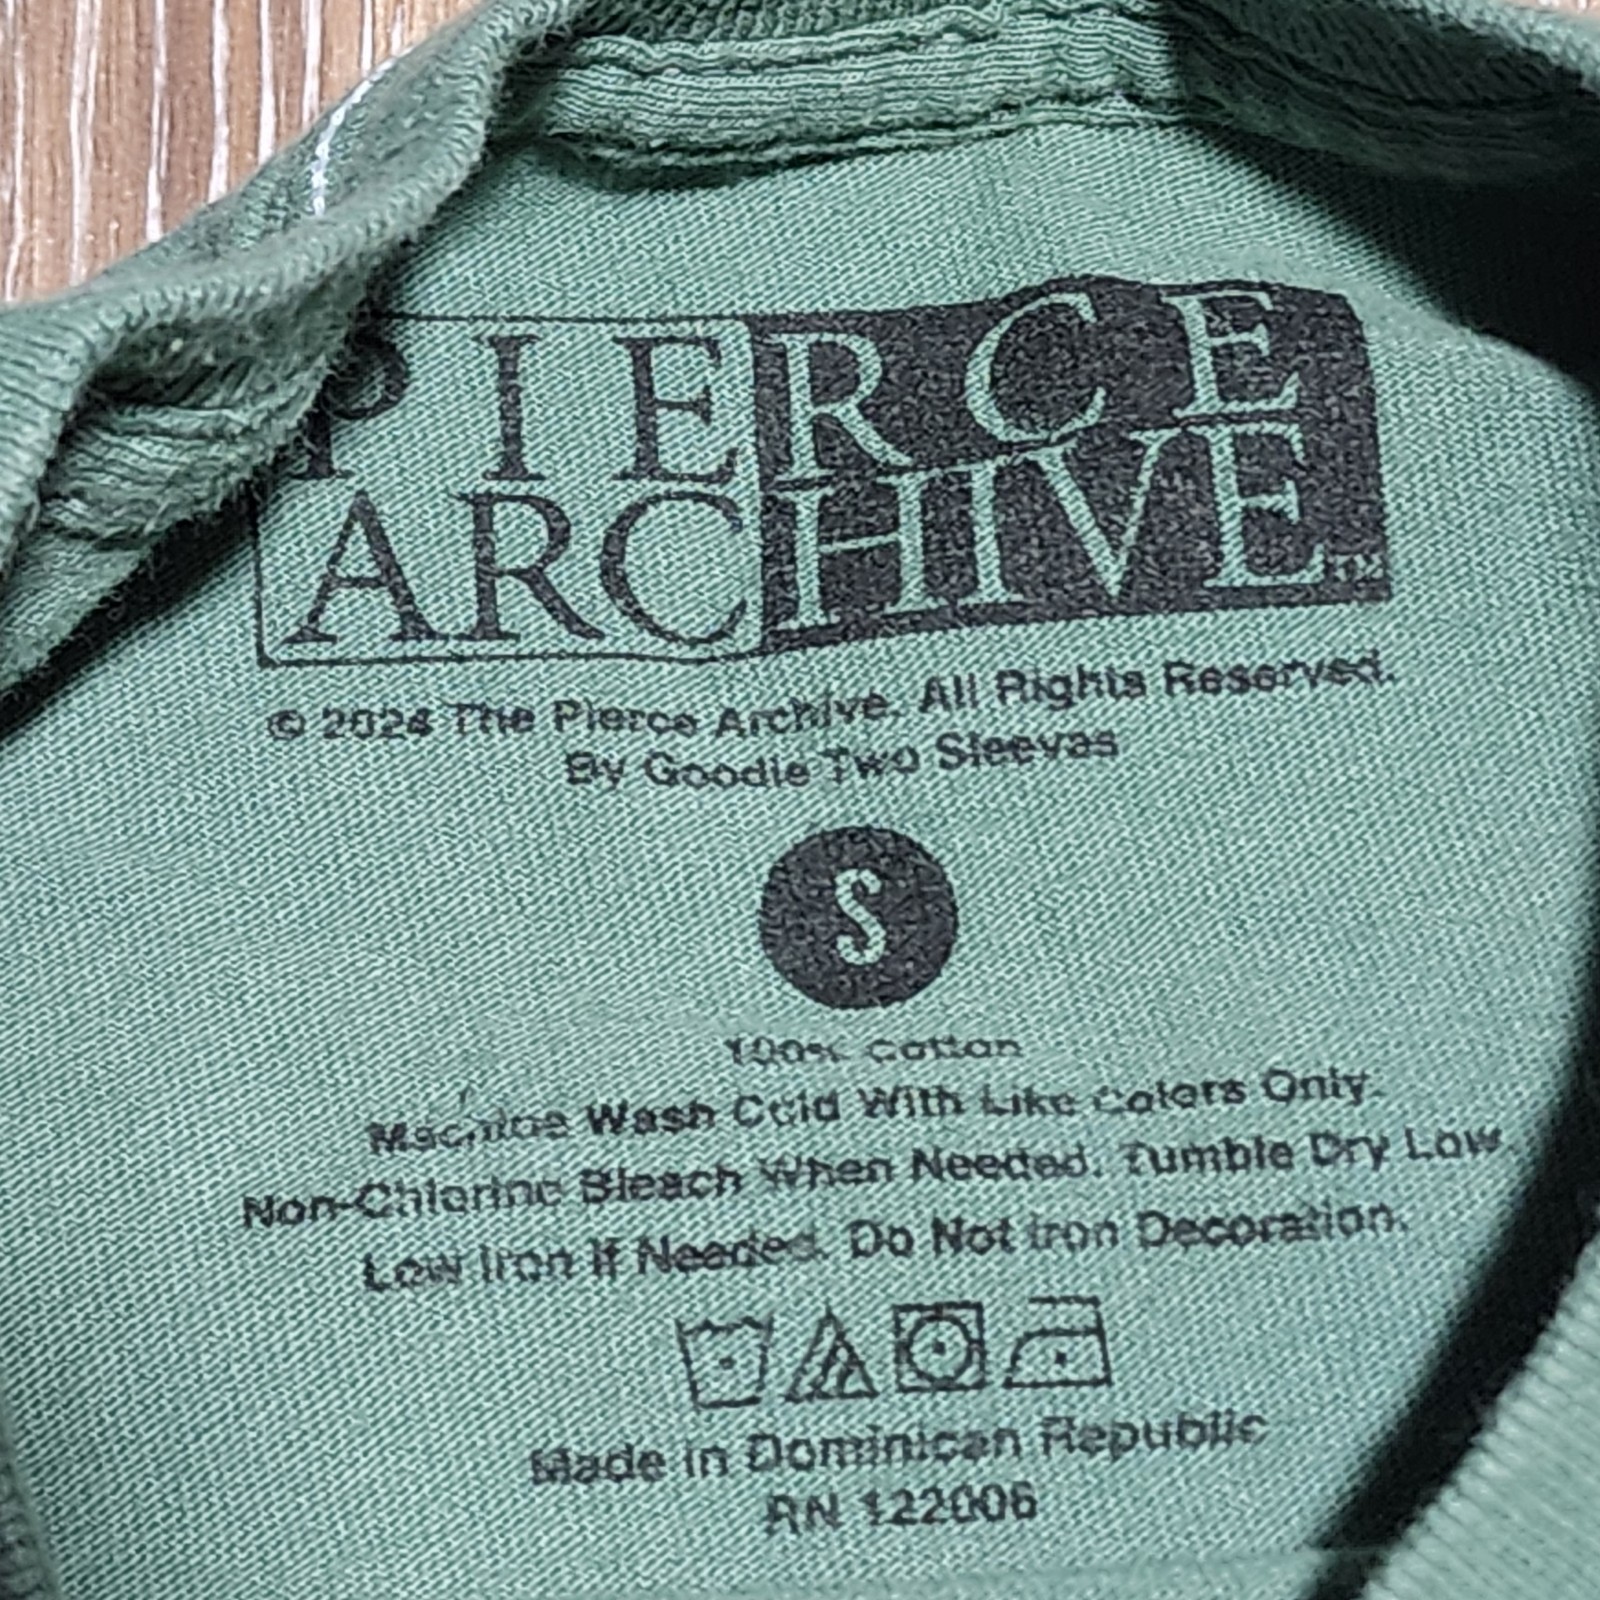 PIERCE
ARCHIVE™
© 2024 The Pierce Archive. All Rights Reserved.
By Goodie Two Sleeves
S
100% Cotton
Machine Wash Cold With Like Colors Only.
Non-Chlorine Bleach When Needed. Tumble Dry Low.
Low Iron If Needed. Do Not Iron Decoration.
Made in Dominican Republic
RN 122006